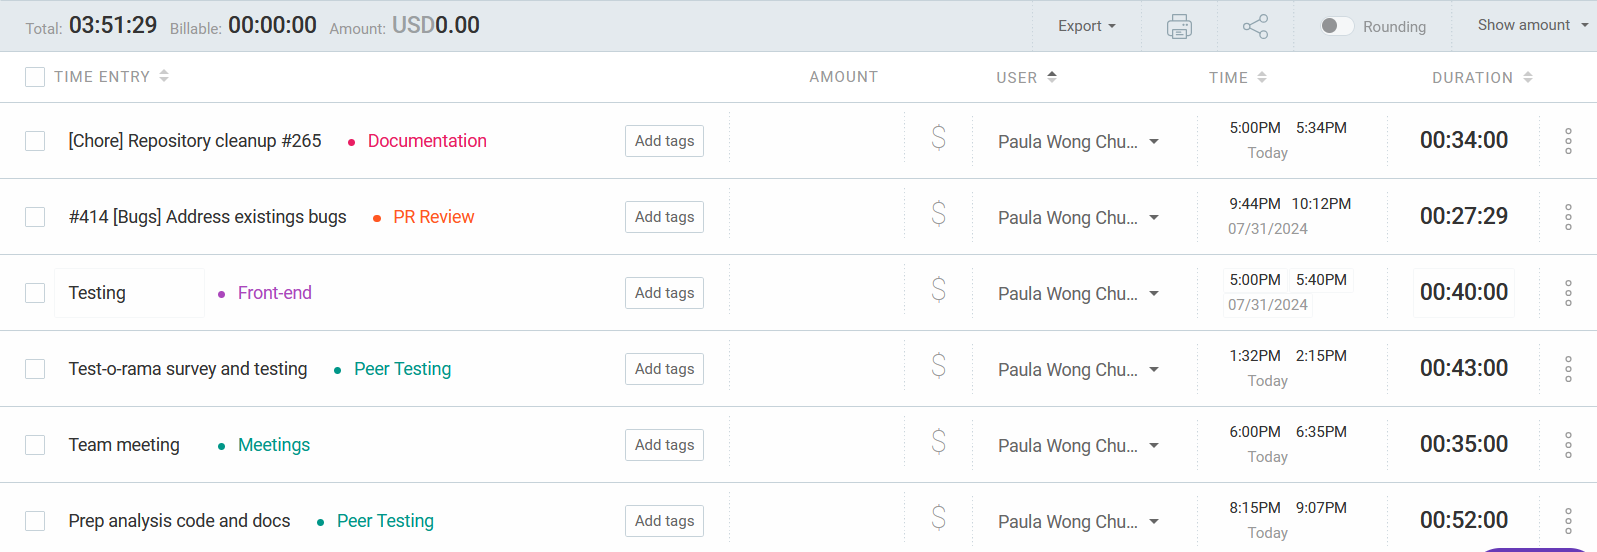 Total: 03:51:29 Billable: 00:00:00 Amount: USD0.00 Export Rounding Show amount
TIME ENTRY AMOUNT USER TIME DURATION
[Chore] Repository cleanup #265 • Documentation Add tags $ Paula Wong Chu... 5:00PM 5:34PM 00:34:00
Today
#414 [Bugs] Address existings bugs • PR Review Add tags $ Paula Wong Chu... 9:44PM 10:12PM 00:27:29
07/31/2024
Testing • Front-end Add tags $ Paula Wong Chu... 5:00PM 5:40PM 00:40:00
07/31/2024
Test-o-rama survey and testing • Peer Testing Add tags $ Paula Wong Chu... 1:32PM 2:15PM 00:43:00
Today
Team meeting • Meetings Add tags $ Paula Wong Chu... 6:00PM 6:35PM 00:35:00
Today
Prep analysis code and docs • Peer Testing Add tags $ Paula Wong Chu... 8:15PM 9:07PM 00:52:00
Today